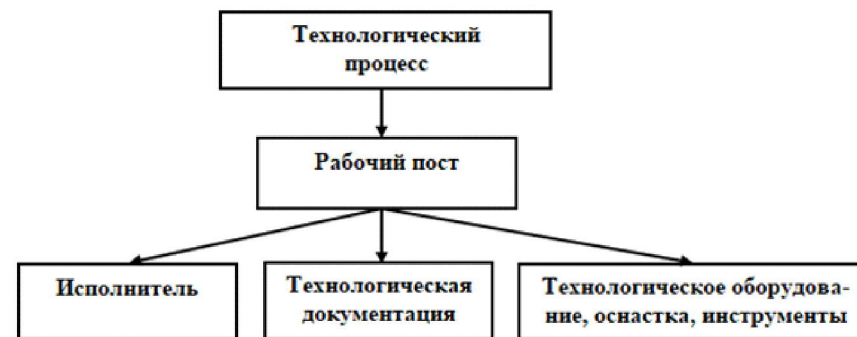 Технологический
процесс
Рабочий пост
Исполнитель
Технологическая
документация
Технологическое оборудова-
ние, оснастка, инструменты